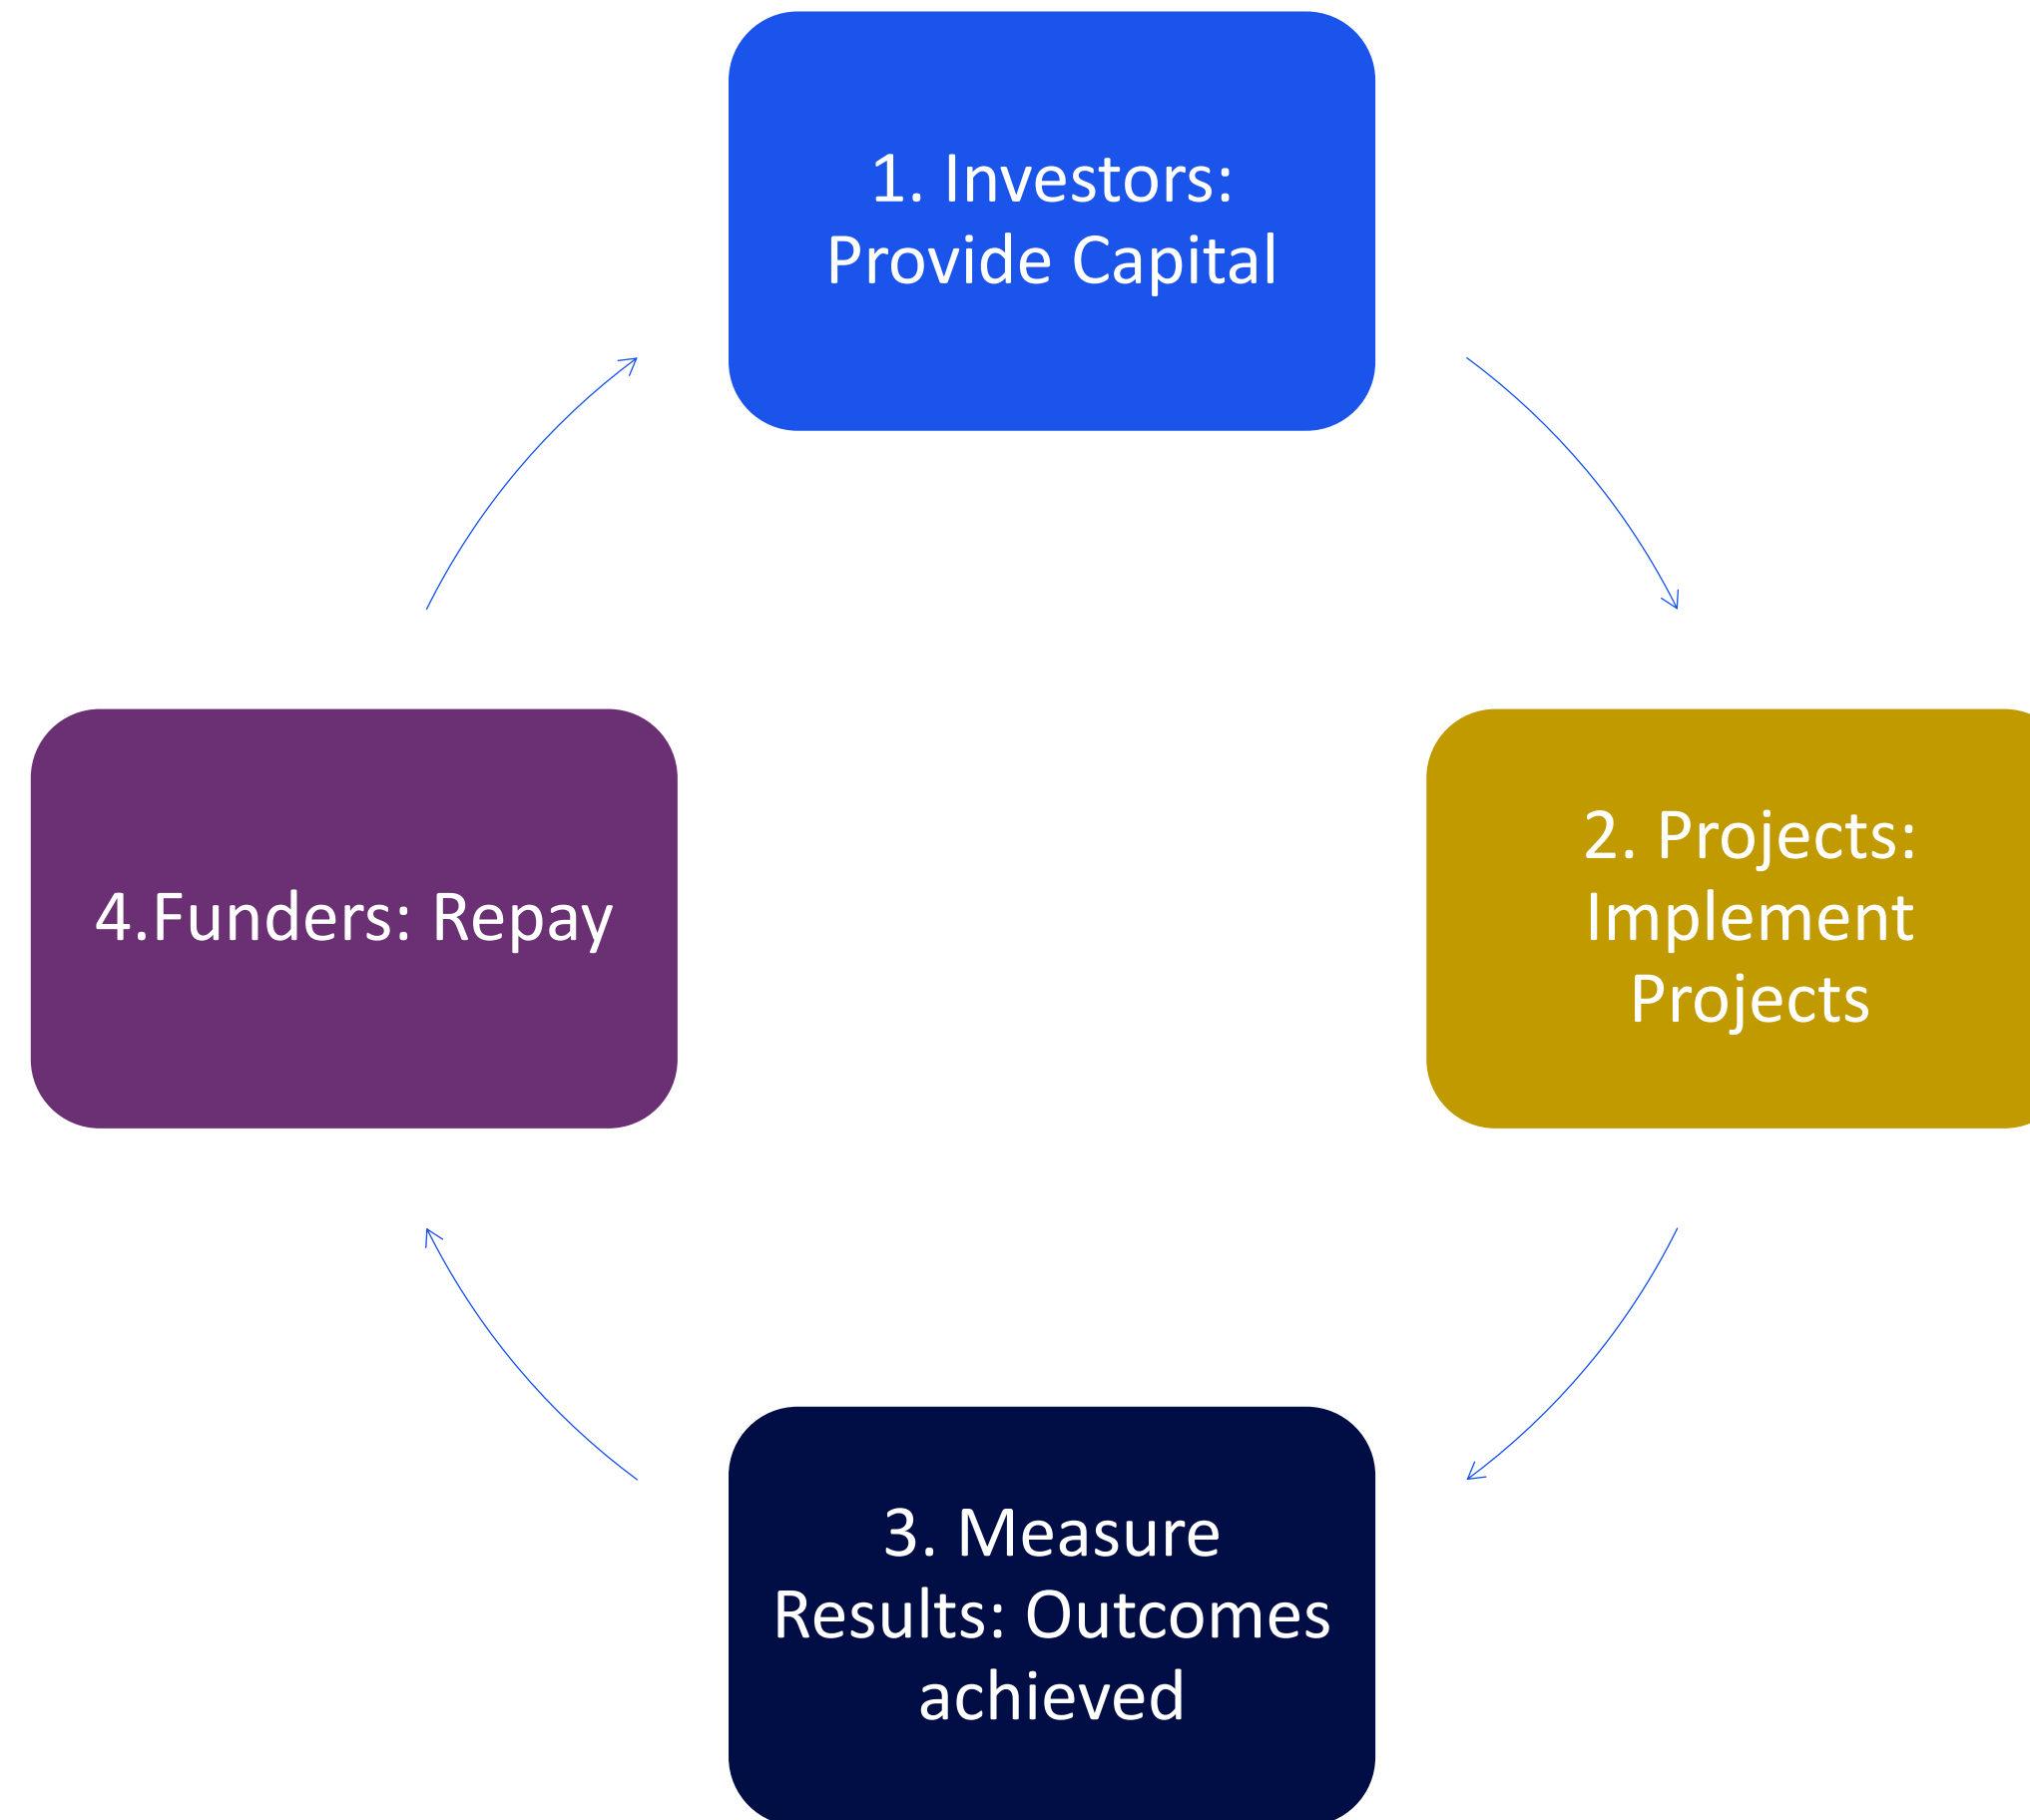 1. Investors:
Provide Capital
2. Projects:
Implement
Projects
3. Measure
Results: Outcomes
achieved
4.Funders: Repay